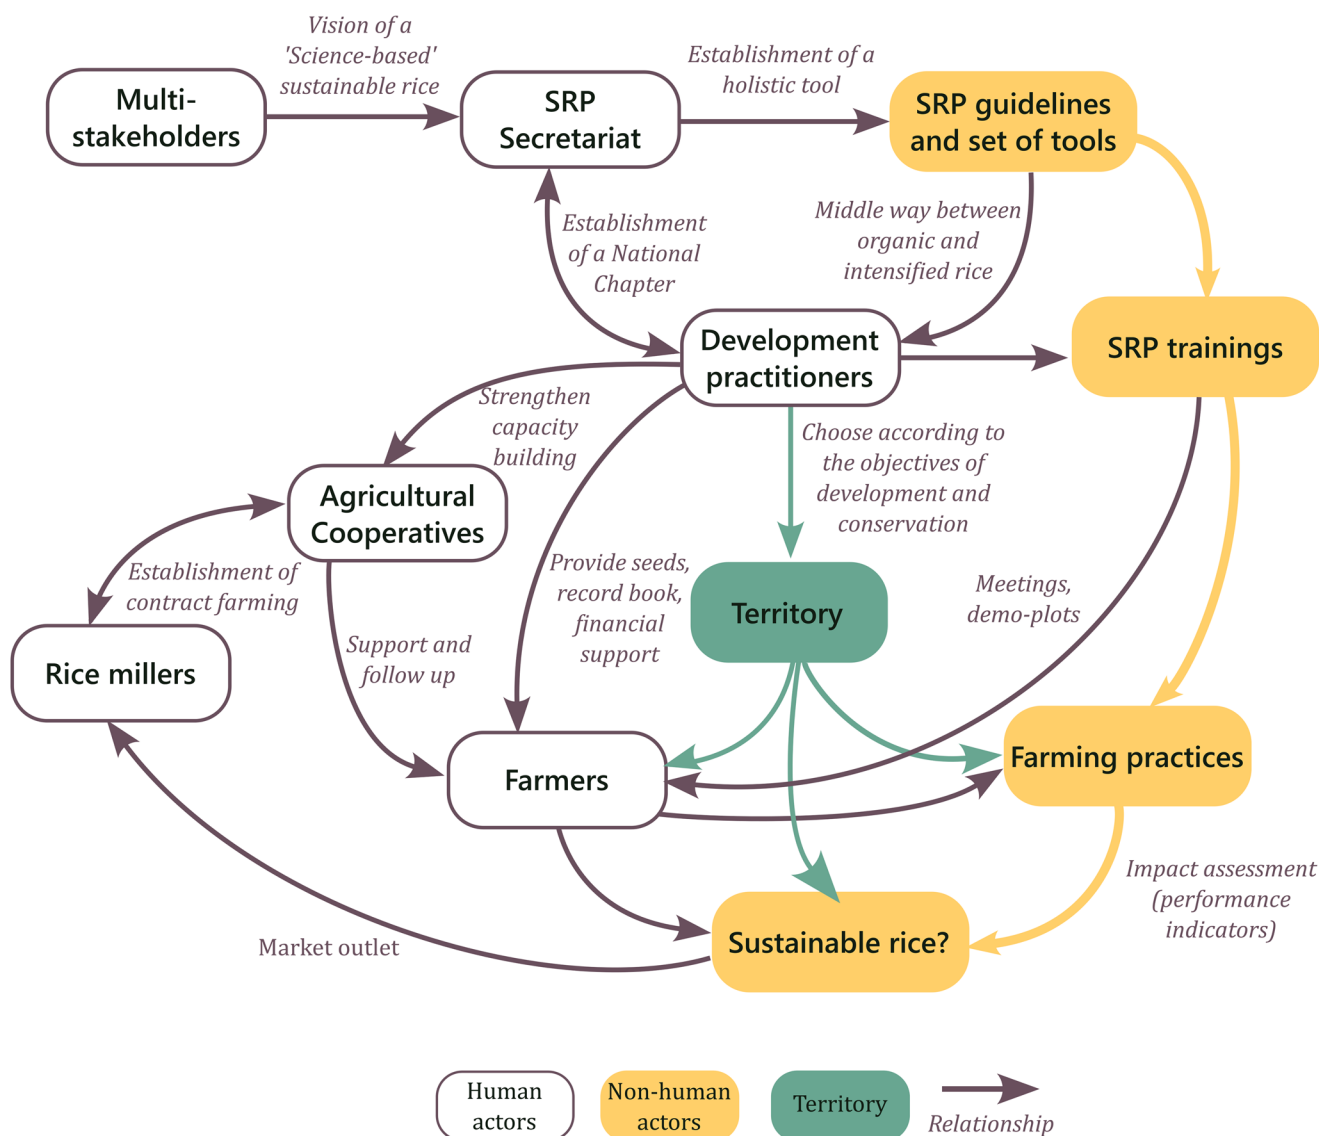 Vision of a
'Science-based'
sustainable rice
Establishment of a
holistic tool
Multi-
stakeholders
SRP
Secretariat
SRP guidelines
and set of tools
Establishment
of a National
Chapter
Middle way between
organic and
intensified rice
Development
practitioners
SRP trainings
Strengthen
capacity
building
Choose according to
the objectives of
development and
conservation
Agricultural
Cooperatives
Establishment of
contract farming
Provide seeds,
record book,
financial
support
Territory
Meetings,
demo-plots
Rice millers
Support and
follow up
Farmers
Farming practices
Impact assessment
(performance
indicators)
Sustainable rice?
Market outlet
Human
actors
Non-human
actors
Territory
Relationship